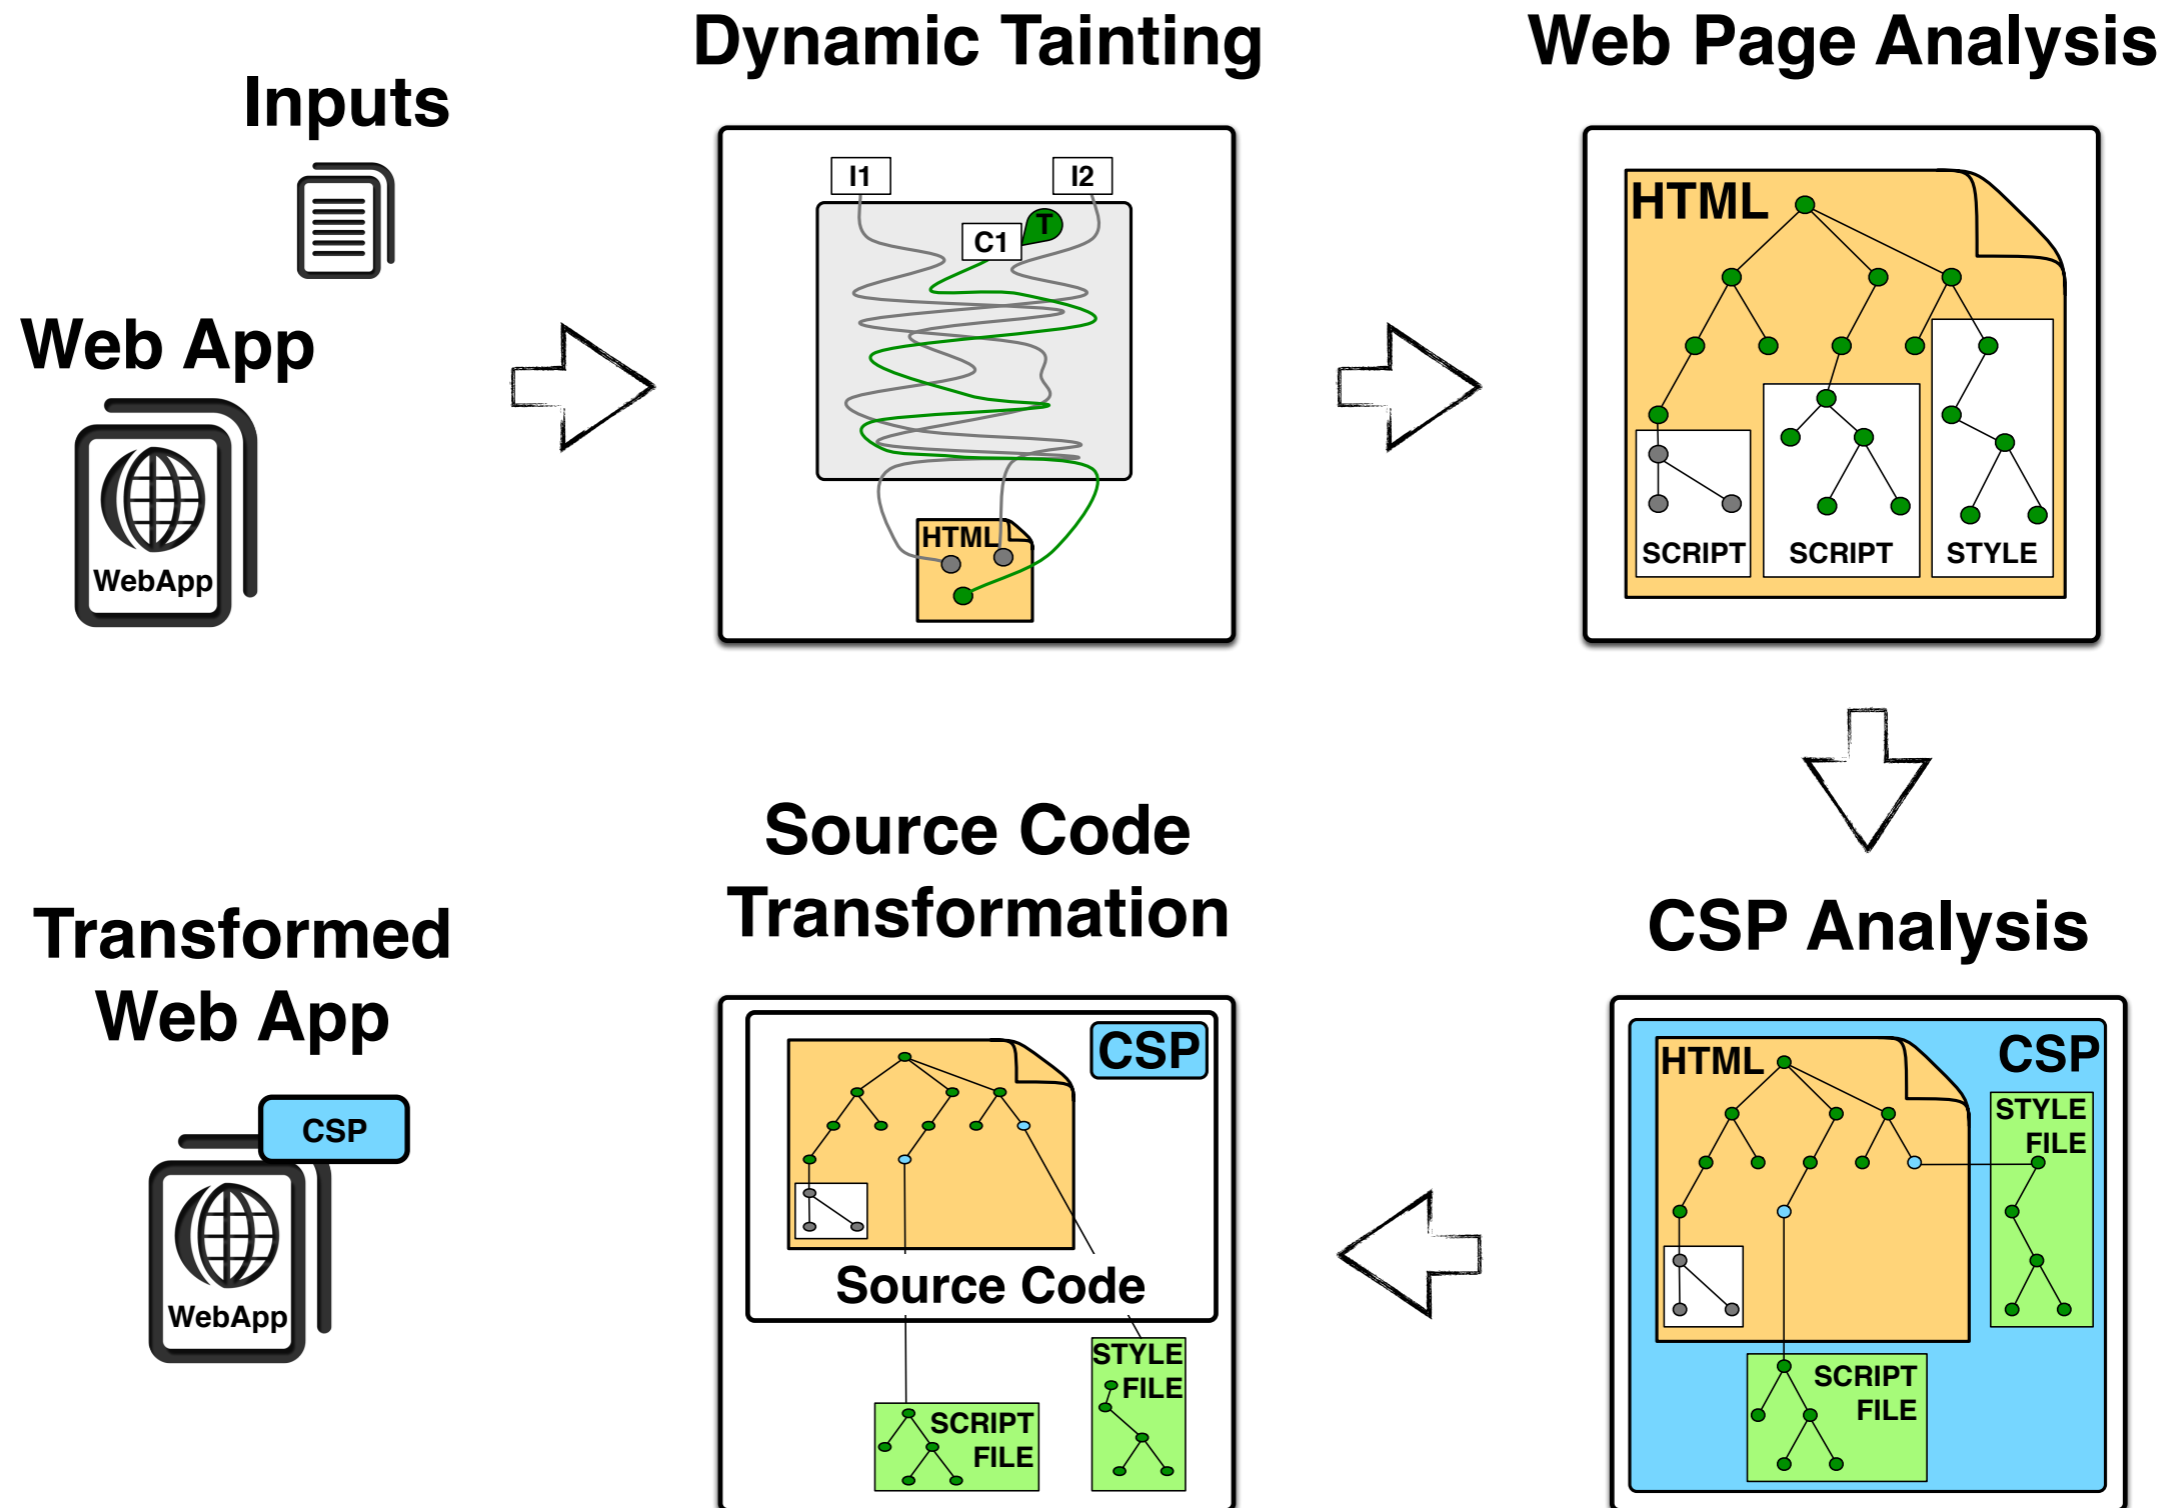 Inputs
Web App
WebApp
Dynamic Tainting
I1
I2
C1
T
HTML
Web Page Analysis
HTML
SCRIPT
SCRIPT
STYLE
CSP Analysis
HTML
CSP
STYLE
FILE
SCRIPT
FILE
Source Code
Transformation
CSP
Source Code
STYLE
FILE
SCRIPT
FILE
Transformed
Web App
CSP
WebApp